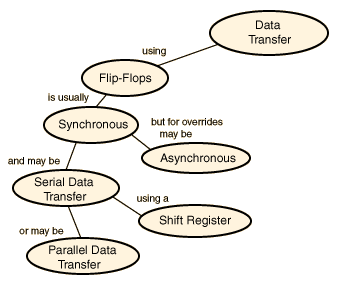 Data
Transfer
using
Flip-Flops
is usually
Synchronous
but for overrides
may be
Asynchronous
and may be
Serial Data
Transfer
using a
Shift Register
or may be
Parallel Data
Transfer